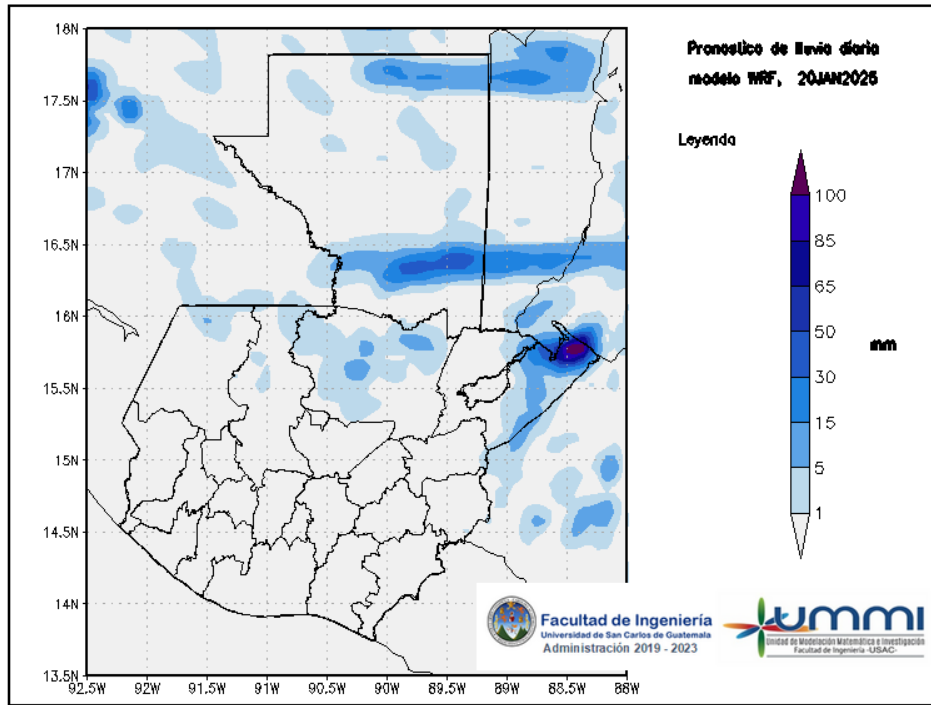 Pronostico de lluvia diaria
modelo WRF, 20JAN2025
Leyenda
100
85
65
50
30
15
5
1
mm
18N
17.5N
17N
16.5N
16N
15.5N
15N
14.5N
14N
13.5N
92.5W 92W 91.5W 91W 90.5W 90W 89.5W 89W 88.5W 88W
Facultad de Ingeniería
Universidad de San Carlos de Guatemala
Administración 2019 - 2023
UMMI
Unidad de Modelación Matemática e Investigación
Facultad de Ingeniería -USAC-